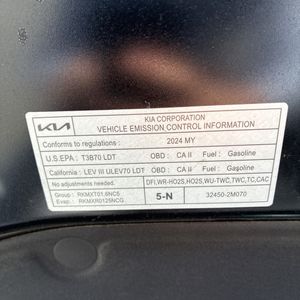 KIA
KIA CORPORATION
VEHICLE EMISSION CONTROL INFORMATION
Conforms to regulations : 2024 MY
U.S.EPA : T3B70 LDT OBD : CA II Fuel : Gasoline
California : LEV III ULEV70 LDT OBD : CA II Fuel : Gasoline
No adjustments needed. DFI,WR-HO2S,HO2S,WU-TWC,TWC,TC,CAC
Group : RKMXT01.6NC5 5-N 32450-2M070
Evap : RKMXR0125NCG